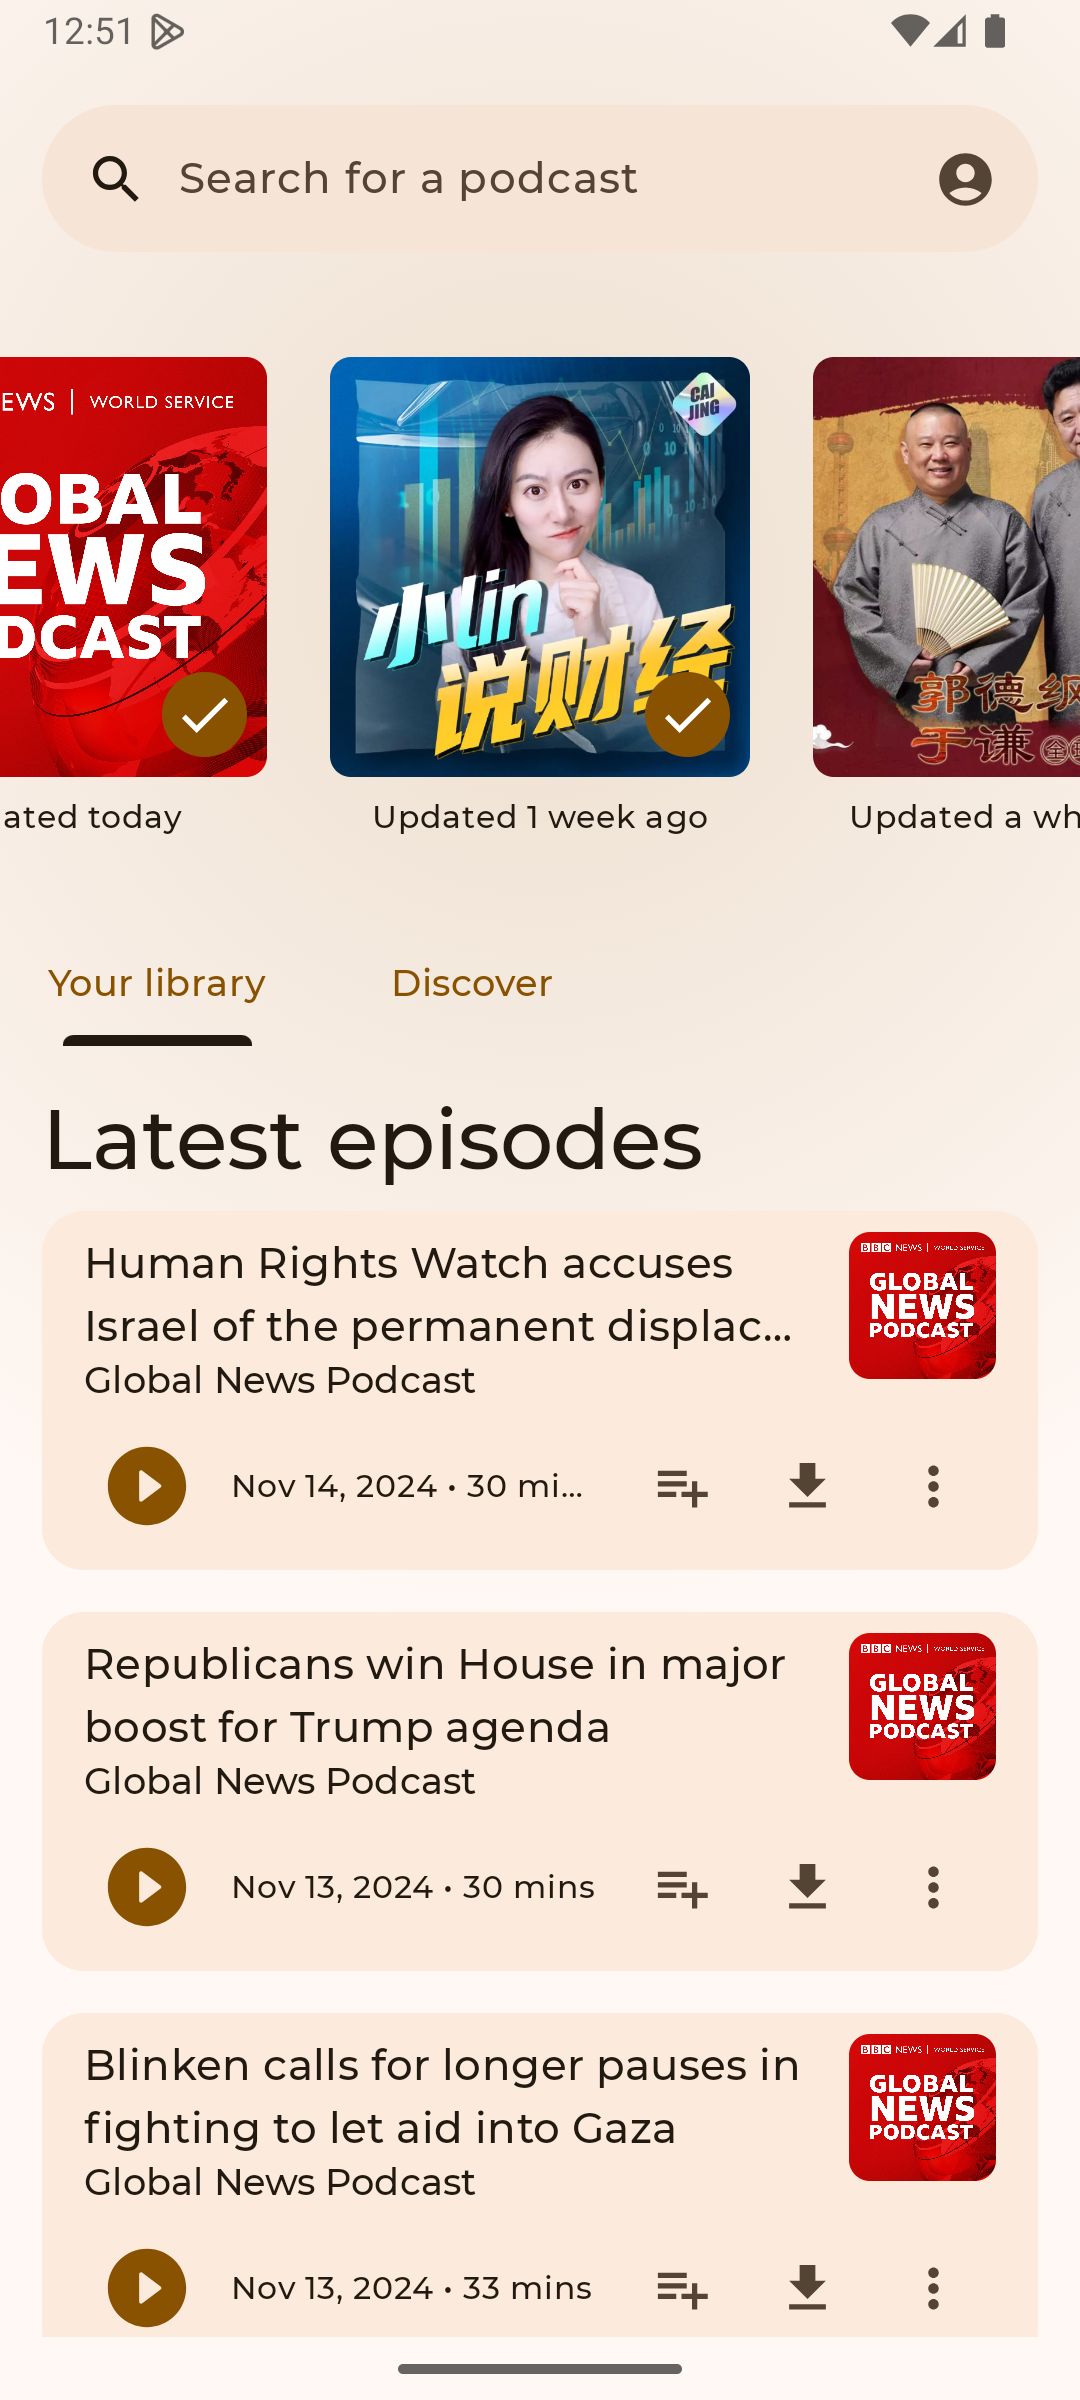 12:51
Search for a podcast
EWS | WORLD SERVICE
OBAL
EWS
DCAST
CAI
JING
小lin
说财经
郭德纲
于谦
ated today
Updated 1 week ago
Updated a wh
Your library
Discover
Latest episodes
Human Rights Watch accuses
Israel of the permanent displac...
Global News Podcast
BBC NEWS | WORLD SERVICE
GLOBAL
NEWS
PODCAST
Nov 14, 2024 • 30 mi...
Republicans win House in major
boost for Trump agenda
Global News Podcast
BBC NEWS | WORLD SERVICE
GLOBAL
NEWS
PODCAST
Nov 13, 2024 • 30 mins
Blinken calls for longer pauses in
fighting to let aid into Gaza
Global News Podcast
BBC NEWS | WORLD SERVICE
GLOBAL
NEWS
PODCAST
Nov 13, 2024 • 33 mins